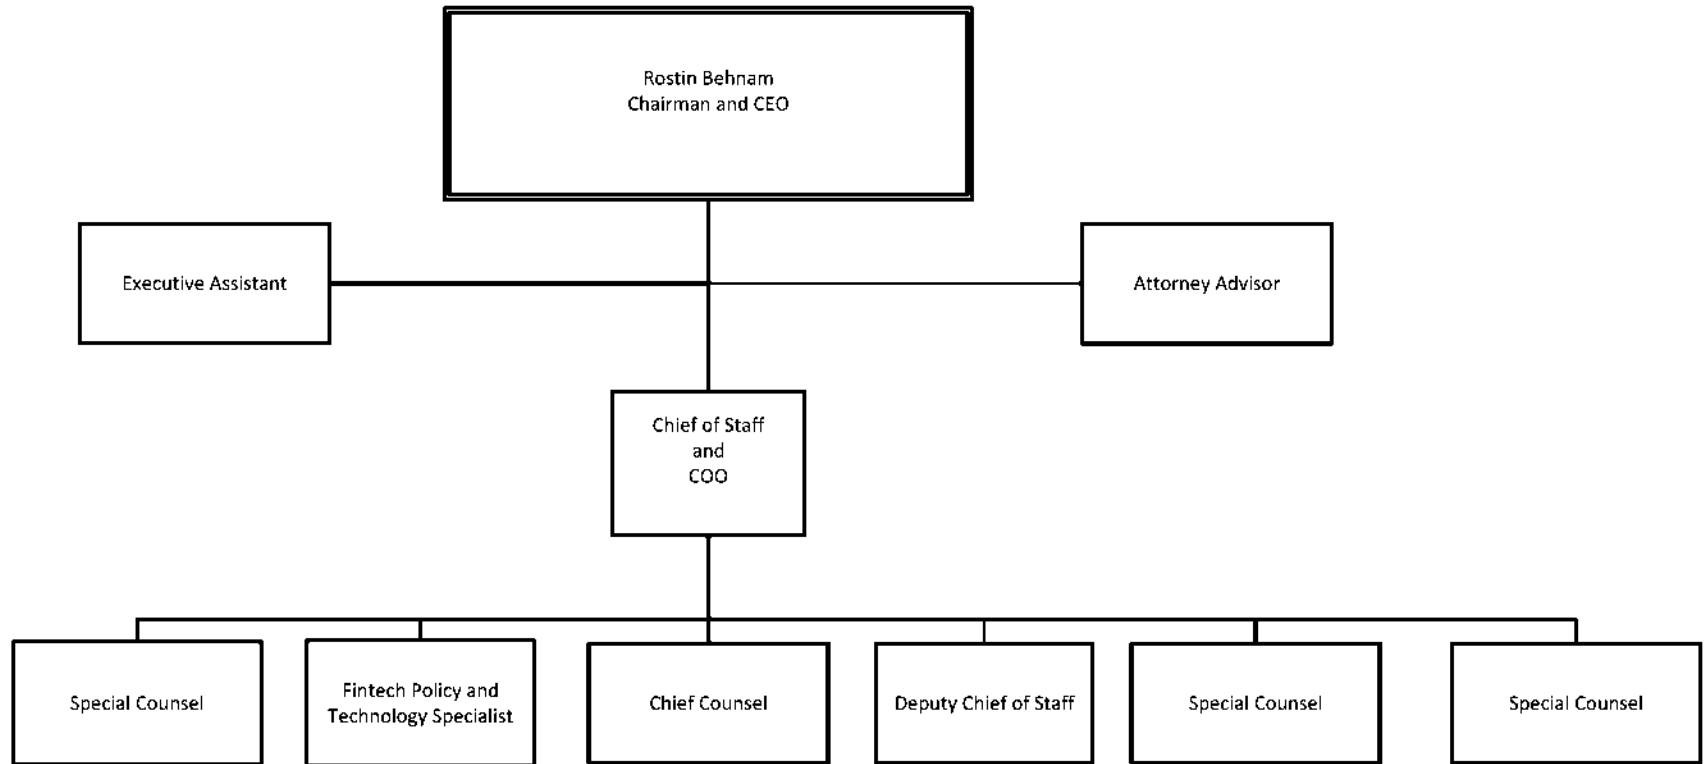 Rostin Behnam
Chairman and CEO
Executive Assistant
Attorney Advisor
Chief of Staff
and
COO
Special Counsel
Fintech Policy and
Technology Specialist
Chief Counsel
Deputy Chief of Staff
Special Counsel
Special Counsel